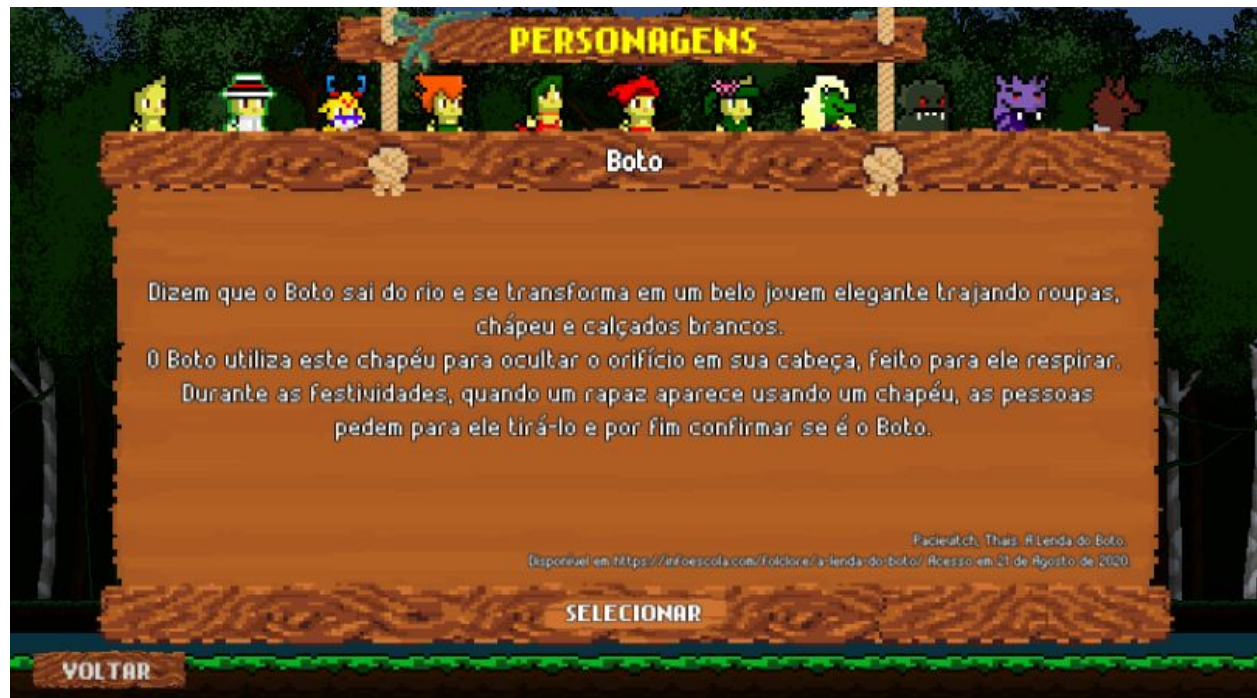 PERSONAGENS
Boto
Dizem que o Boto sai do rio e se transforma em um belo jovem elegante trajando roupas,
chápeu e calçados brancos.
O Boto utiliza este chapéu para ocultar o orifício em sua cabeça, feito para ele respirar.
Durante as festividades, quando um rapaz aparece usando um chapéu, as pessoas
pedem para ele tirá-lo e por fim confirmar se é o Boto.
Pacievitch, Thais. A Lenda do Boto.
Disponível em https://infoescola.com/folclore/a-lenda-do-boto/ Acesso em 21 de Agosto de 2020.
SELECIONAR
VOLTAR